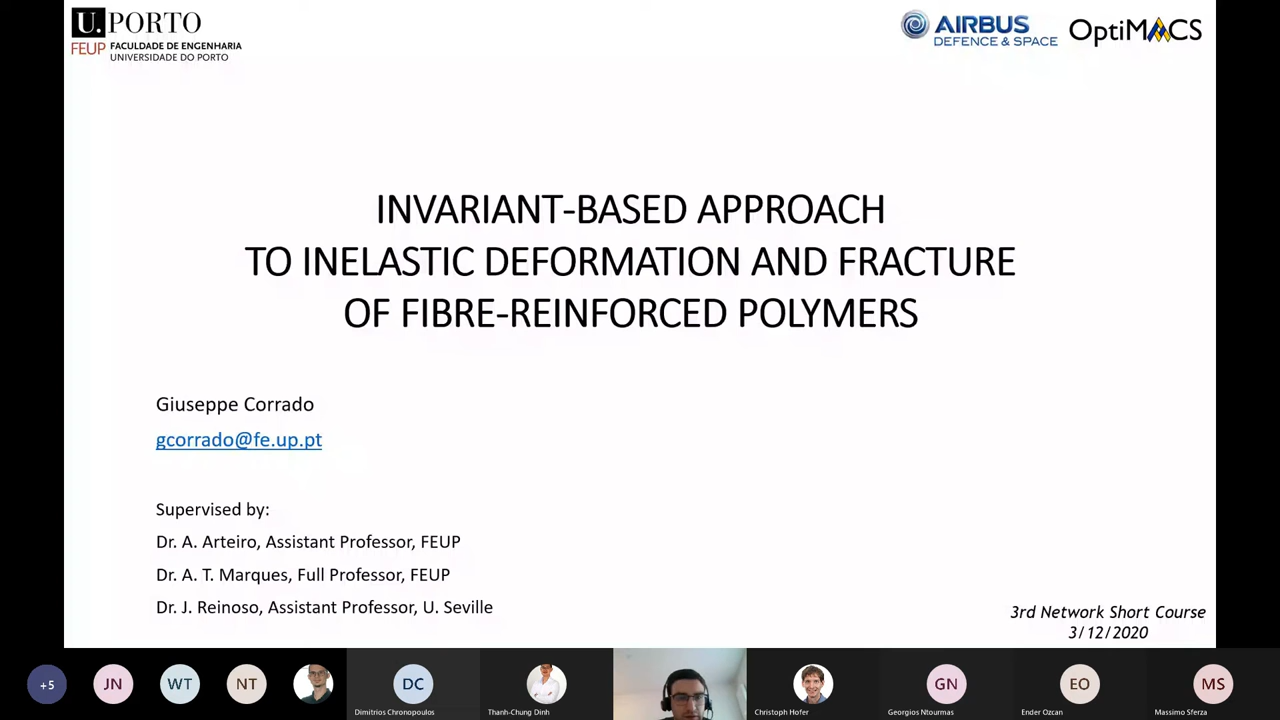 U.PORTO
FEUP FACULDADE DE ENGENHARIA
UNIVERSIDADE DO PORTO
AIRBUS
DEFENCE & SPACE
OptiMACS
INVARIANT-BASED APPROACH
TO INELASTIC DEFORMATION AND FRACTURE
OF FIBRE-REINFORCED POLYMERS
Giuseppe Corrado
gcorrado@fe.up.pt
Supervised by:
Dr. A. Arteiro, Assistant Professor, FEUP
Dr. A. T. Marques, Full Professor, FEUP
Dr. J. Reinoso, Assistant Professor, U. Seville
3rd Network Short Course
3/12/2020
+5
JN
WT
NT
DC
GN
EO
MS
Dimitrios Chronopoulos
Thanh-Chung Dinh
Christoph Hofer
Georgios Ntourmas
Ender Ozcan
Massimo Sferza